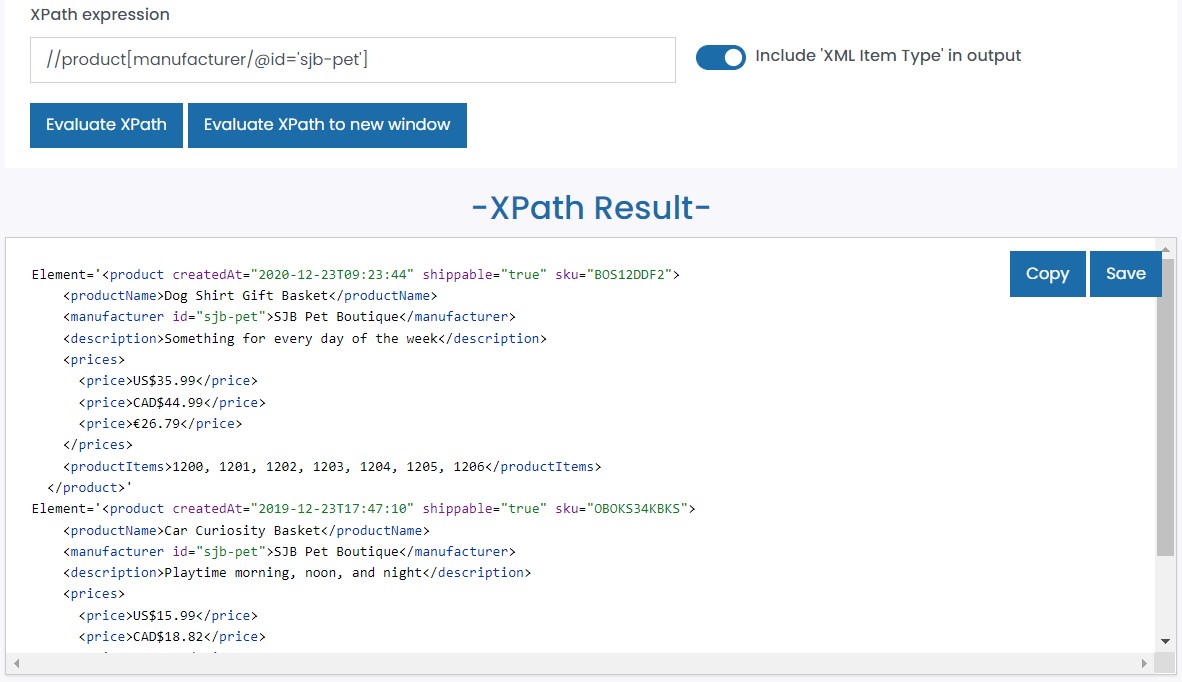 XPath expression
//product[manufacturer/@id='sjb-pet']
Include 'XML Item Type' in output
Evaluate XPath
Evaluate XPath to new window
-XPath Result-
Copy
Save
Element='<product createdAt="2020-12-23T09:23:44" shippable="true" sku="BOS12DDF2">
<productName>Dog Shirt Gift Basket</productName>
<manufacturer id="sjb-pet">SJB Pet Boutique</manufacturer>
<description>Something for every day of the week</description>
<prices>
<price>US$35.99</price>
<price>CAD$44.99</price>
<price>€26.79</price>
</prices>
<productItems>1200, 1201, 1202, 1203, 1204, 1205, 1206</productItems>
</product>'
Element='<product createdAt="2019-12-23T17:47:10" shippable="true" sku="OBOKS34KBKS">
<productName>Car Curiosity Basket</productName>
<manufacturer id="sjb-pet">SJB Pet Boutique</manufacturer>
<description>Playtime morning, noon, and night</description>
<prices>
<price>US$15.99</price>
<price>CAD$18.82</price>